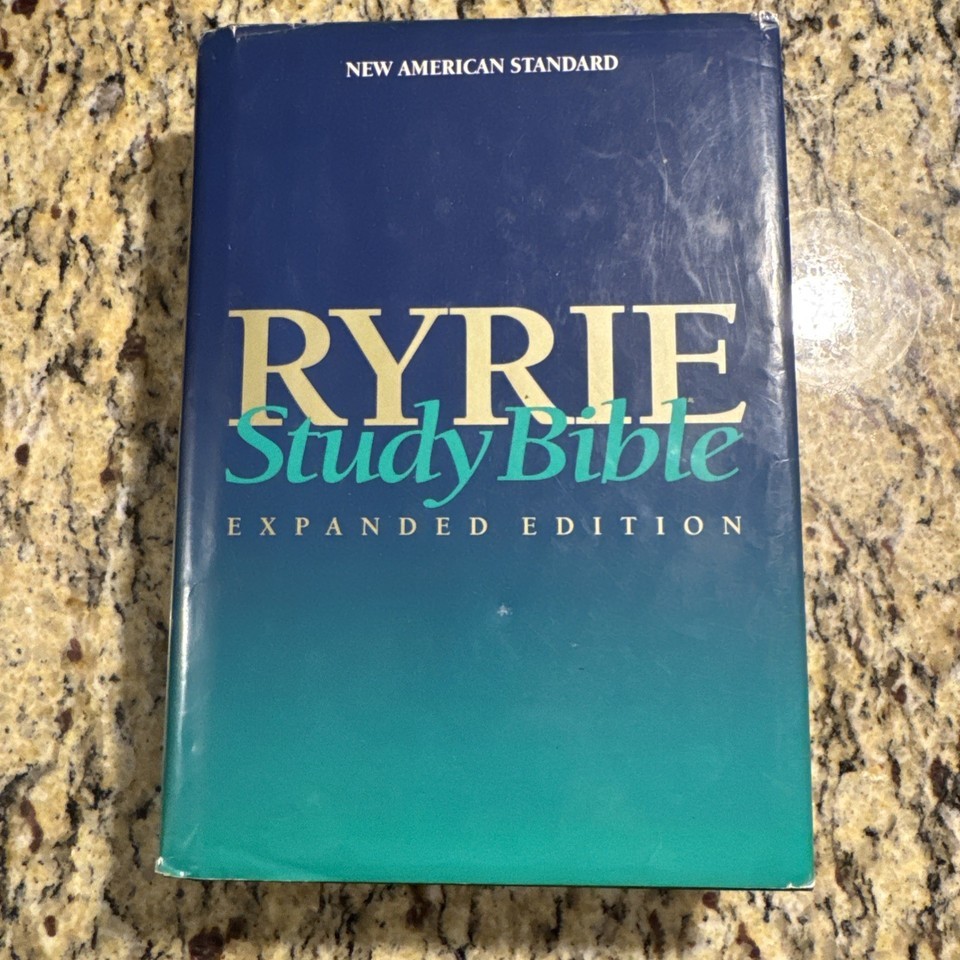 NEW AMERICAN STANDARD
RYRIE
Study Bible
EXPANDED EDITION